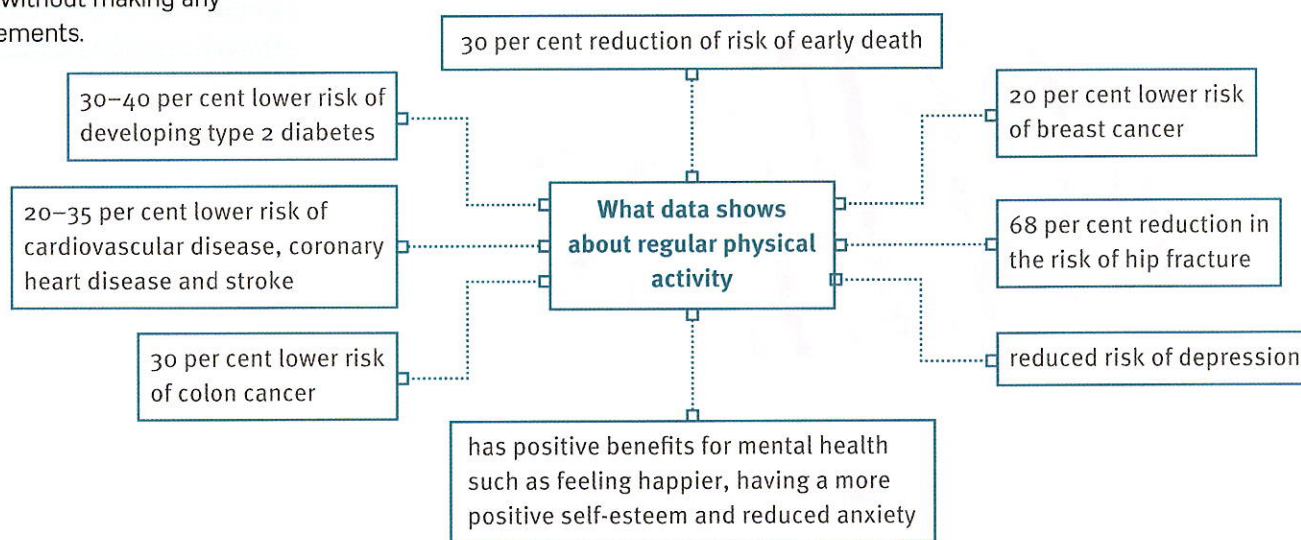 without making any
ements.
30 per cent reduction of risk of early death
30–40 per cent lower risk of
developing type 2 diabetes
20 per cent lower risk
of breast cancer
20–35 per cent lower risk of
cardiovascular disease, coronary
heart disease and stroke
What data shows
about regular physical
activity
68 per cent reduction in
the risk of hip fracture
30 per cent lower risk
of colon cancer
reduced risk of depression
has positive benefits for mental health
such as feeling happier, having a more
positive self-esteem and reduced anxiety